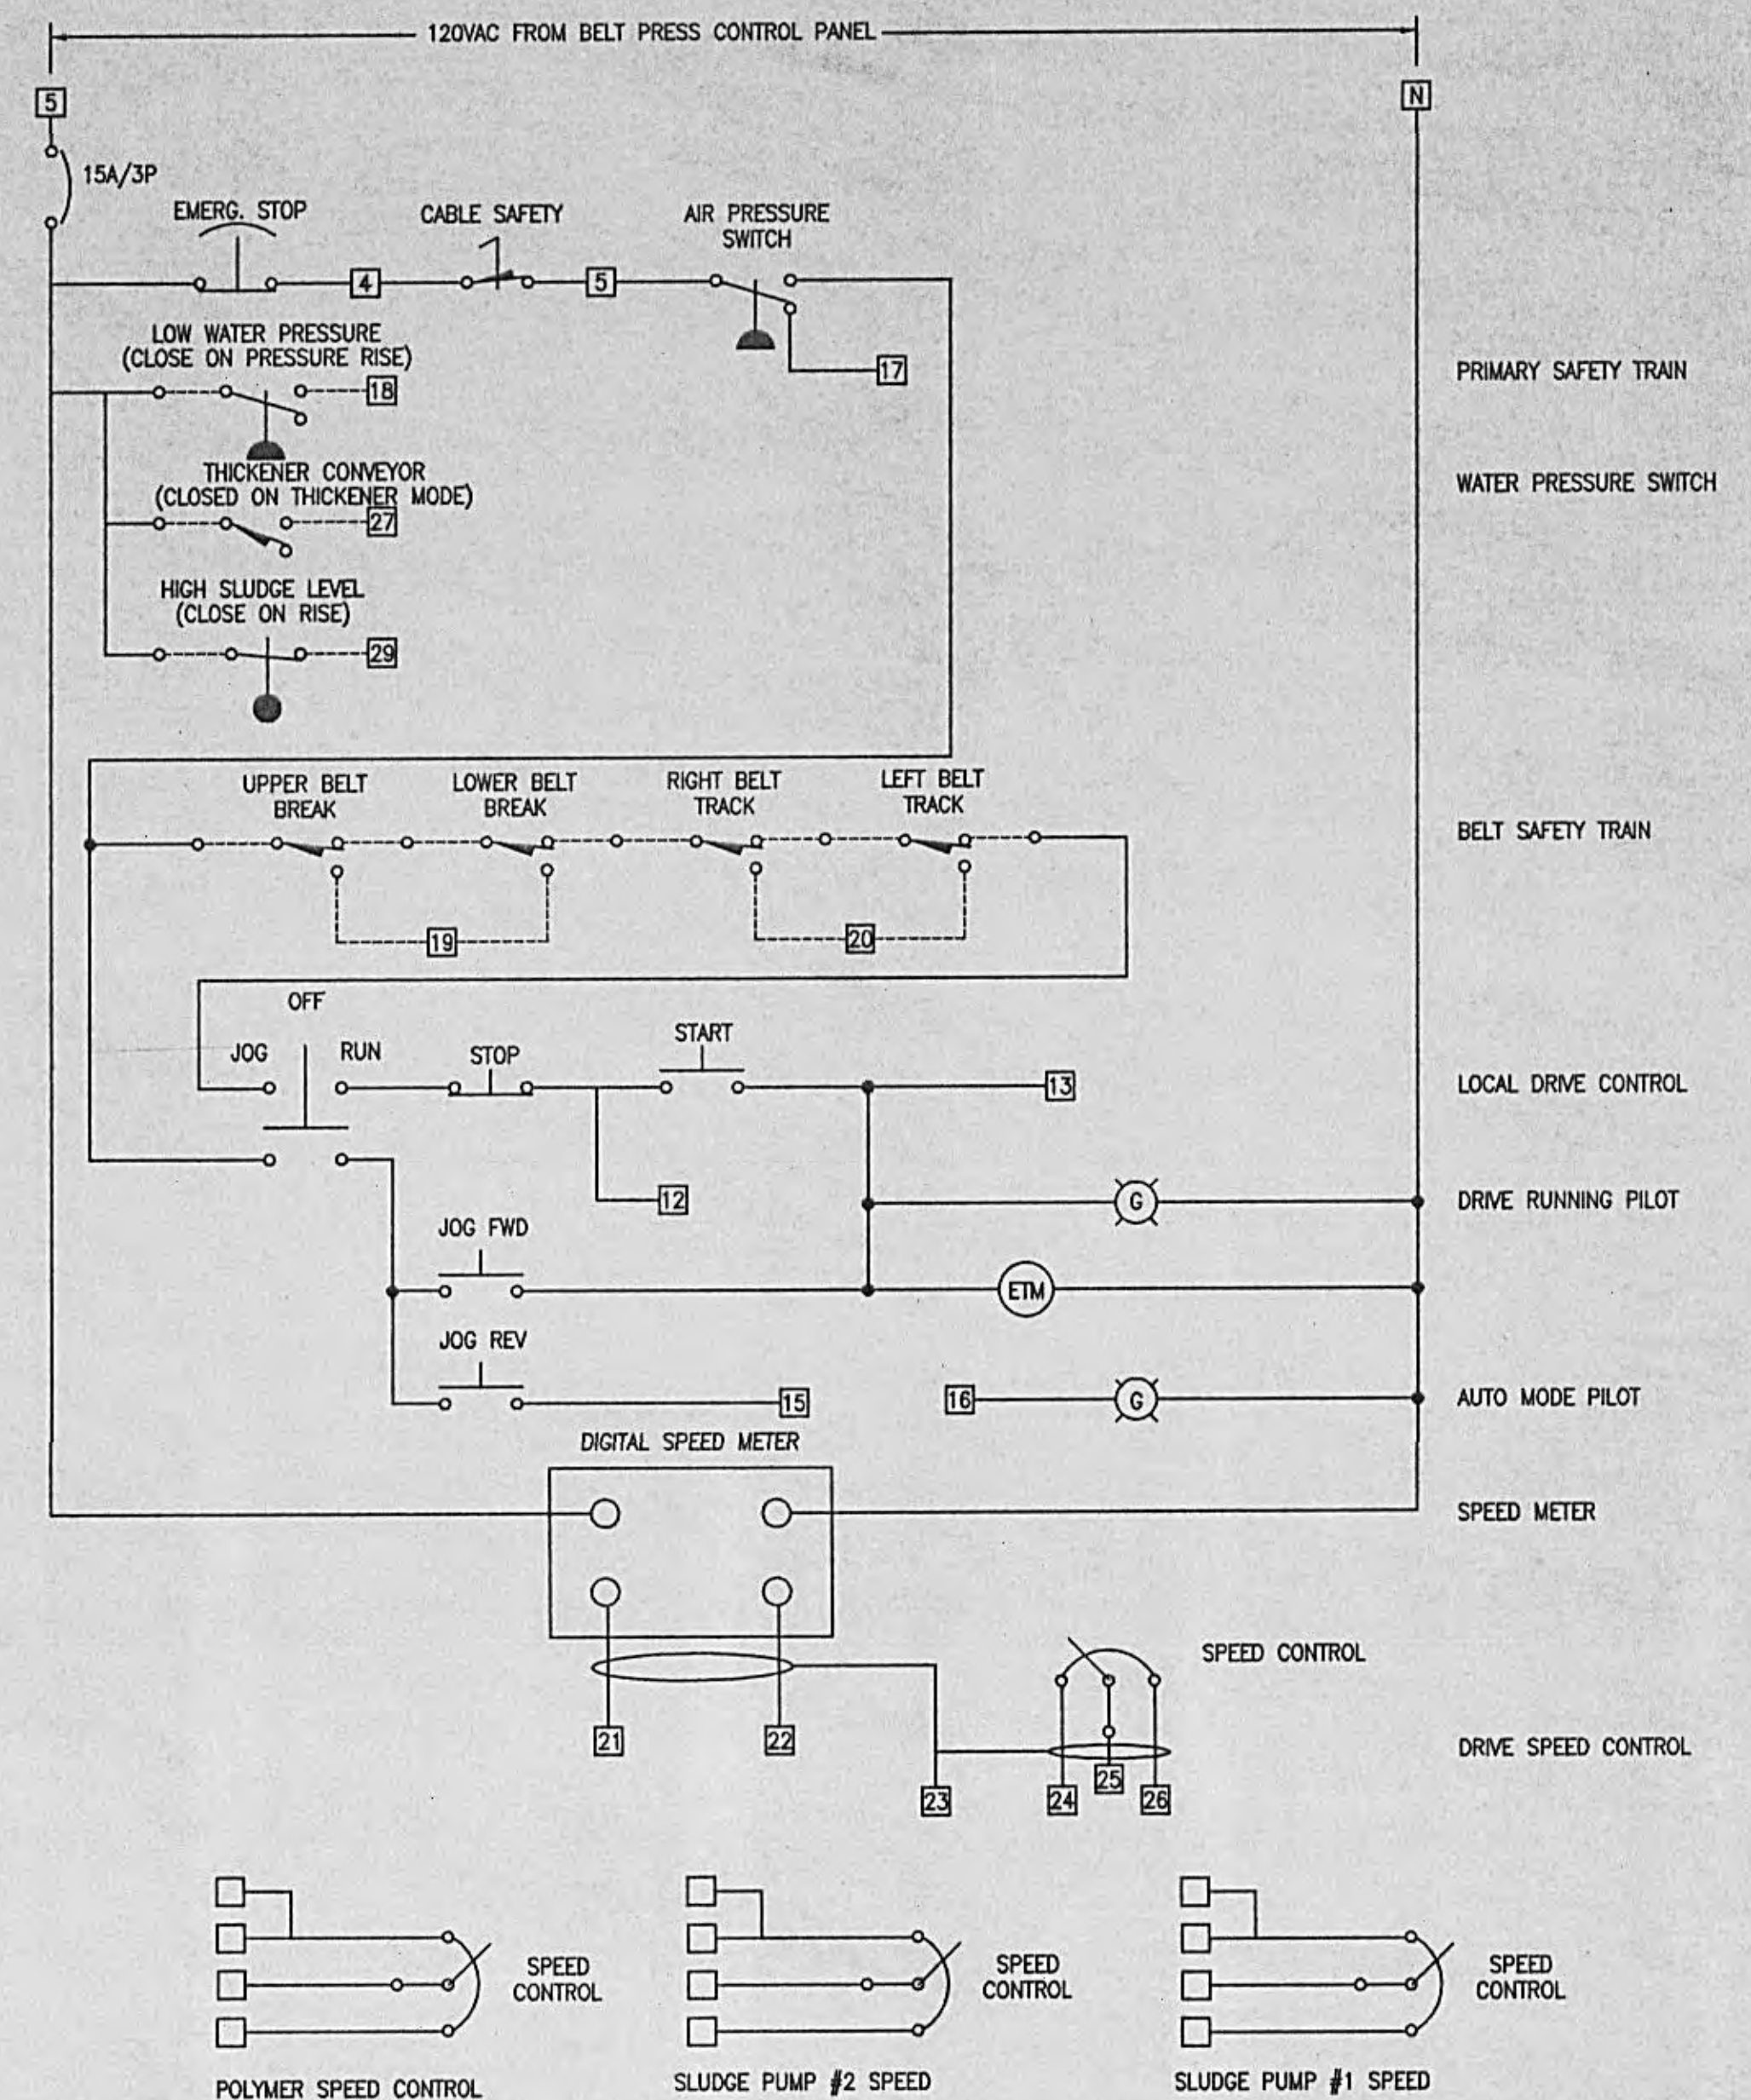 120VAC FROM BELT PRESS CONTROL PANEL
5
N
15A/3P
EMERG. STOP
CABLE SAFETY
AIR PRESSURE
SWITCH
4
5
17
LOW WATER PRESSURE
(CLOSE ON PRESSURE RISE)
18
PRIMARY SAFETY TRAIN
THICKENER CONVEYOR
(CLOSED ON THICKENER MODE)
27
WATER PRESSURE SWITCH
HIGH SLUDGE LEVEL
(CLOSE ON RISE)
29
UPPER BELT
BREAK
LOWER BELT
BREAK
RIGHT BELT
TRACK
LEFT BELT
TRACK
BELT SAFETY TRAIN
19
20
OFF
JOG
RUN
STOP
START
13
LOCAL DRIVE CONTROL
12
G
DRIVE RUNNING PILOT
JOG FWD
ETM
JOG REV
15
16
G
AUTO MODE PILOT
DIGITAL SPEED METER
SPEED METER
SPEED CONTROL
21
22
23
24
25
26
DRIVE SPEED CONTROL
SPEED
CONTROL
SPEED
CONTROL
SPEED
CONTROL
POLYMER SPEED CONTROL
SLUDGE PUMP #2 SPEED
SLUDGE PUMP #1 SPEED